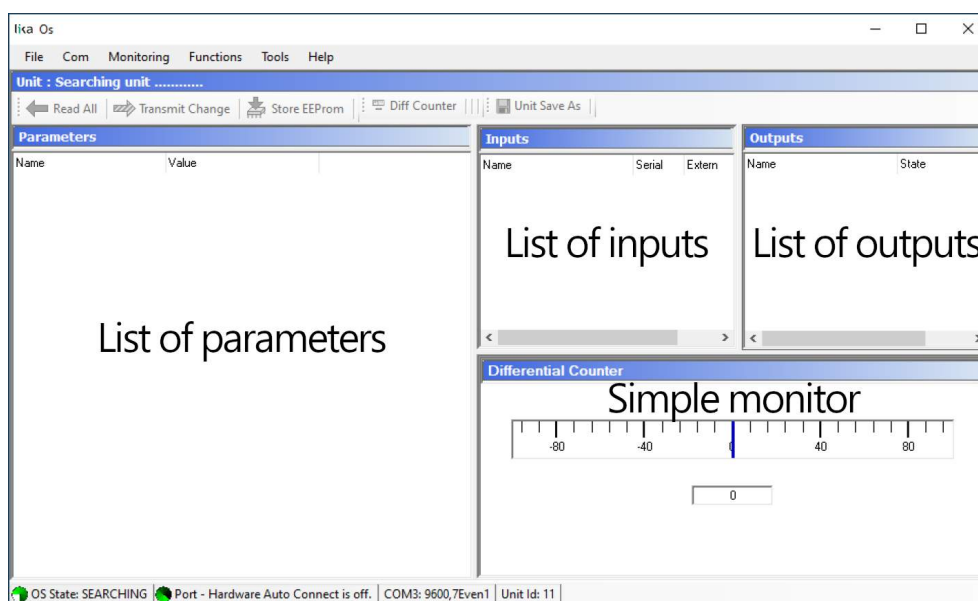 lika Os
File Com Monitoring Functions Tools Help
Unit : Searching unit ............
Read All Transmit Change Store EEProm Diff Counter Unit Save As
Parameters
Name Value
List of parameters
Inputs
Name Serial Extern
List of inputs
Outputs
Name State
List of outputs
Differential Counter
Simple monitor
-80 -40 0 40 80
0
OS State: SEARCHING Port - Hardware Auto Connect is off. COM3: 9600,7Even1 Unit Id: 11